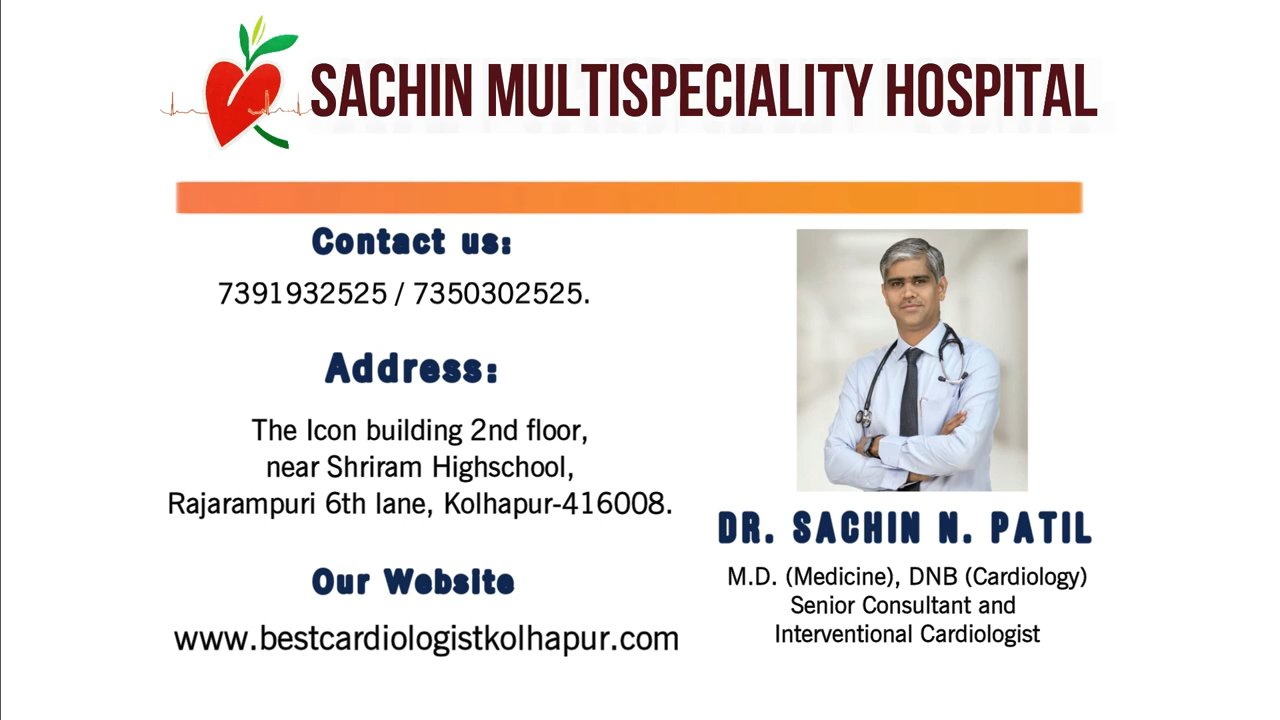 SACHIN MULTISPECIALITY HOSPITAL
Contact us:
7391932525 / 7350302525.
Address:
The Icon building 2nd floor,
near Shriram Highschool,
Rajarampuri 6th lane, Kolhapur-416008.
Our Website
www.bestcardiologistkolhapur.com
DR. SACHIN N. PATIL
M.D. (Medicine), DNB (Cardiology)
Senior Consultant and
Interventional Cardiologist